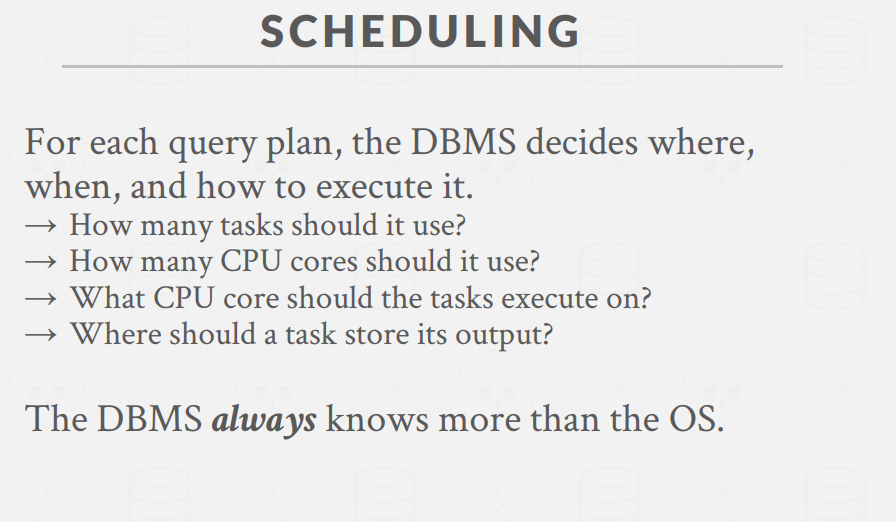 SCHEDULING
For each query plan, the DBMS decides where,
when, and how to execute it.
→ How many tasks should it use?
→ How many CPU cores should it use?
→ What CPU core should the tasks execute on?
→ Where should a task store its output?
The DBMS always knows more than the OS.